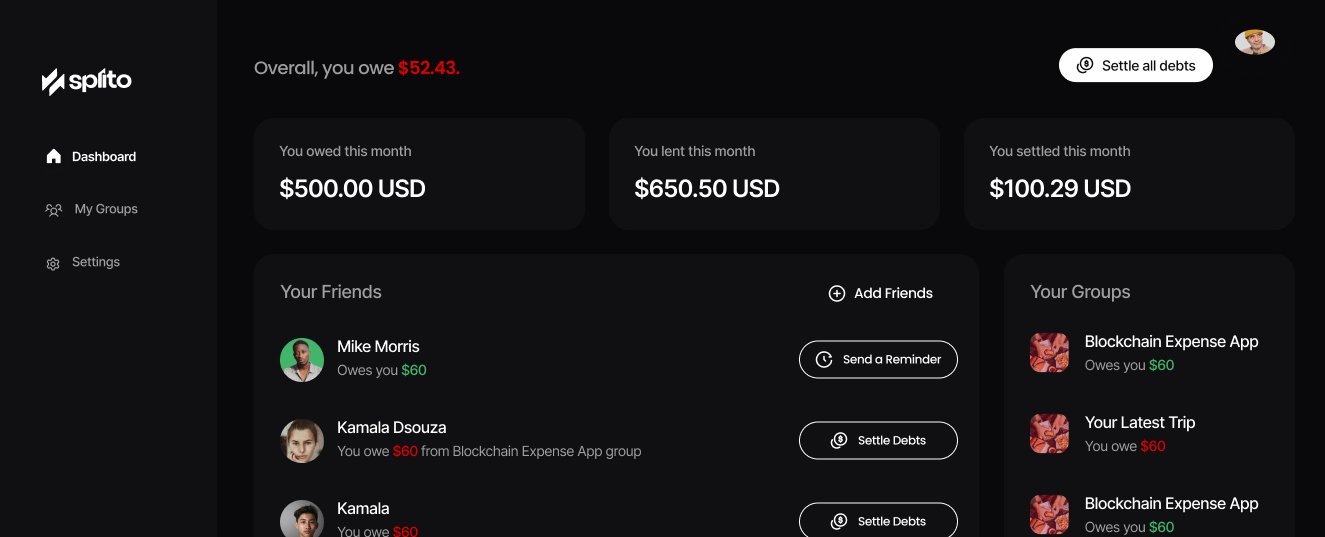 splito
Dashboard
My Groups
Settings
Overall, you owe $52.43.
Settle all debts
You owed this month
$500.00 USD
You lent this month
$650.50 USD
You settled this month
$100.29 USD
Your Friends
Add Friends
Mike Morris
Owes you $60
Send a Reminder
Kamala Dsouza
You owe $60 from Blockchain Expense App group
Settle Debts
Kamala
You owe $60
Settle Debts
Your Groups
Blockchain Expense App
Owes you $60
Your Latest Trip
You owe $60
Blockchain Expense App
Owes you $60